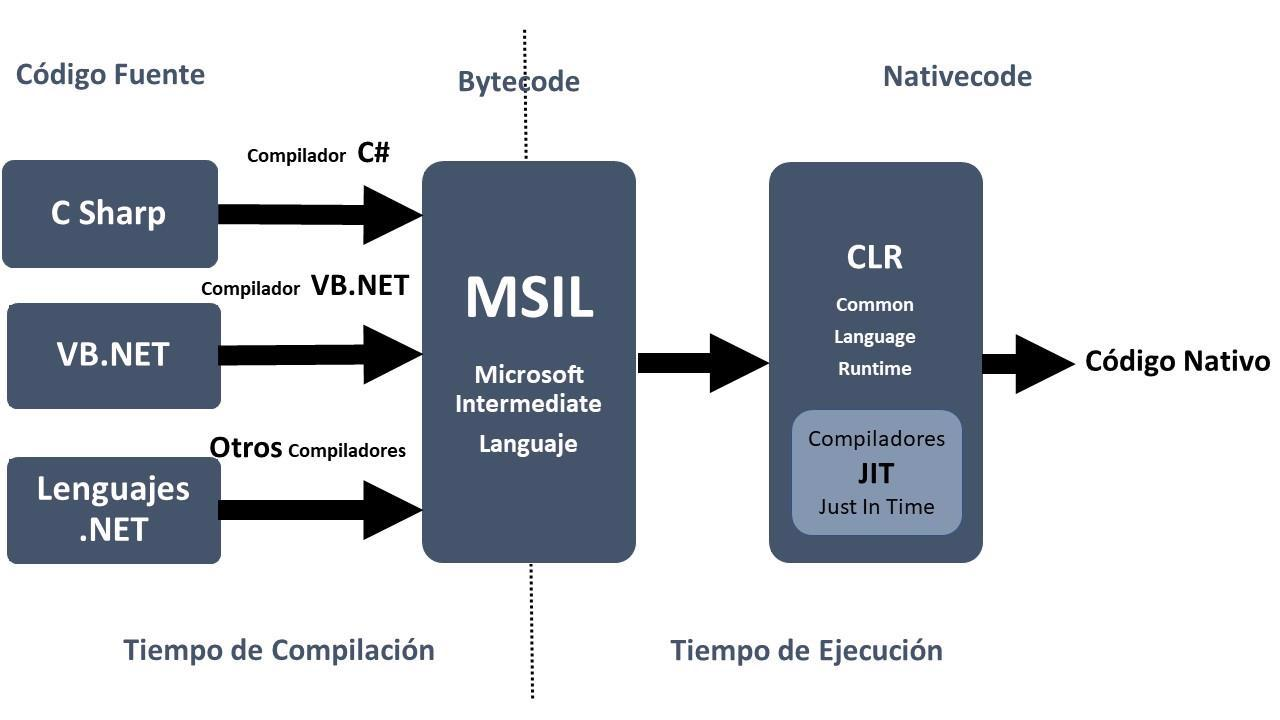 Código Fuente
Bytecode
Nativecode
Compilador C#
C Sharp
Compilador VB.NET
VB.NET
Otros Compiladores
Lenguajes
.NET
MSIL
Microsoft
Intermediate
Languaje
CLR
Common
Language
Runtime
Compiladores
JIT
Just In Time
Código Nativo
Tiempo de Compilación
Tiempo de Ejecución